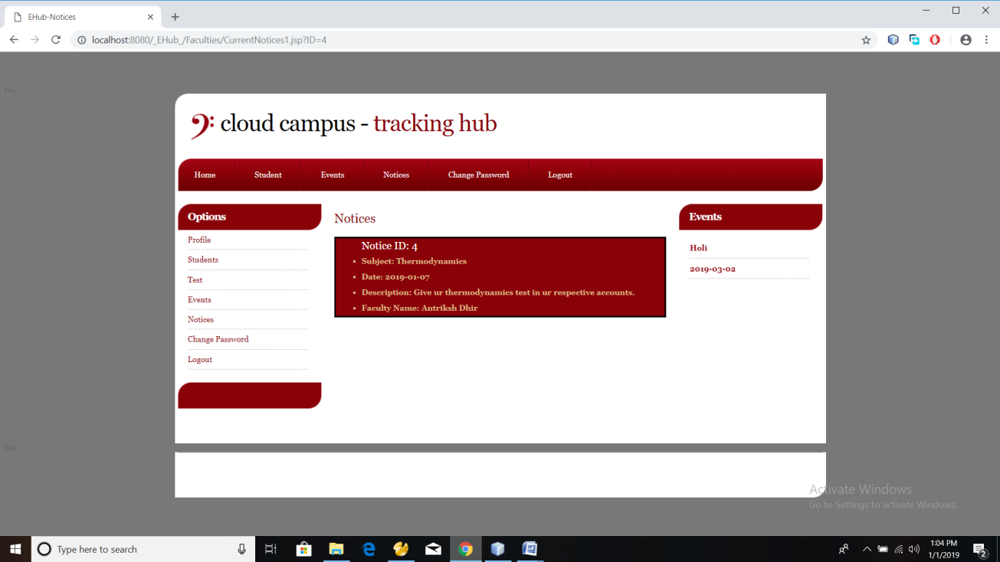 EHub-Notices
localhost:8080/_EHub_/Faculties/CurrentNotices1.jsp?ID=4
cloud campus - tracking hub
Home Student Events Notices Change Password Logout
Options
Profile
Students
Test
Events
Notices
Change Password
Logout
Notices
Notice ID: 4
• Subject: Thermodynamics
• Date: 2019-01-07
• Description: Give ur thermodynamics test in ur respective accounts.
• Faculty Name: Antriksh Dhir
Events
Holi
2019-03-02
Activate Windows
Go to Settings to activate Windows.
Type here to search
1:04 PM
1/1/2019
2